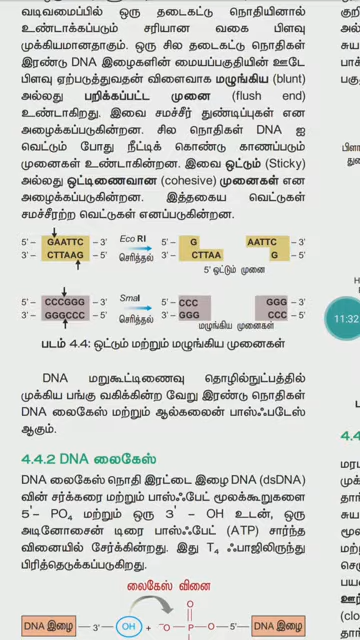 வடிவமைப்பில் ஒரு தடைகட்டு நொதியினால்
உண்டாக்கப்படும் சரியான வகை பிளவு
முக்கியமானதாகும். ஒரு சில தடைகட்டு நொதிகள்
இரண்டு DNA இழைகளின் மையப்பகுதியின் ஊடே
பிளவு ஏற்படுத்துவதன் விளைவாக மழுங்கிய (blunt)
அல்லது பறிக்கப்பட்ட முனை (flush end)
உண்டாகிறது. இவை சமச்சீர் துண்டிப்புகள் என
அழைக்கப்படுகின்றன. சில நொதிகள் DNA ஐ
வெட்டும் போது நீட்டிக் கொண்டு காணப்படும்
முனைகள் உண்டாகின்றன. இவை ஒட்டும் (Sticky)
அல்லது ஒட்டிணைவான (cohesive) முனைகள் என
அழைக்கப்படுகின்றன. இத்தகைய வெட்டுகள்
சமச்சீரற்ற வெட்டுகள் எனப்படுகின்றன.
5'– GAATTC – 3' Eco RI G AATTC
3'– CTTAAG – 5' செரித்தல் CTTAA G
5' ஒட்டும் முனை
5'– CCCGGG – 3' SmaI 5'– CCC GGG – 3'
3'– GGGCCC – 5' செரித்தல் 3'– GGG CCC – 5'
மழுங்கிய முனைகள்
படம் 4.4: ஒட்டும் மற்றும் மழுங்கிய முனைகள்
11:32
DNA மறுகூட்டிணைவு தொழில்நுட்பத்தில்
முக்கிய பங்கு வகிக்கின்ற வேறு இரண்டு நொதிகள்
DNA லைகேஸ் மற்றும் ஆல்கலைன் பாஸ்ஃபடேஸ்
ஆகும்.
4.4.2 DNA லைகேஸ்
DNA லைகேஸ் நொதி இரட்டை இழை DNA (dsDNA)
வின் சர்க்கரை மற்றும் பாஸ்ஃபேட் மூலக்கூறுகளை
5'– PO₄ மற்றும் ஒரு 3' – OH உடன், ஒரு
அடினோசைன் டிரை பாஸ்ஃபேட் (ATP) சார்ந்த
வினையில் சேர்க்கின்றது. இது T₄ ஃபாஜிலிருந்து
பிரித்தெடுக்கப்படுகிறது.
லைகேஸ் வினை
O
DNA இழை – 3'– OH + ⁻O – P – O – 5'– DNA இழை